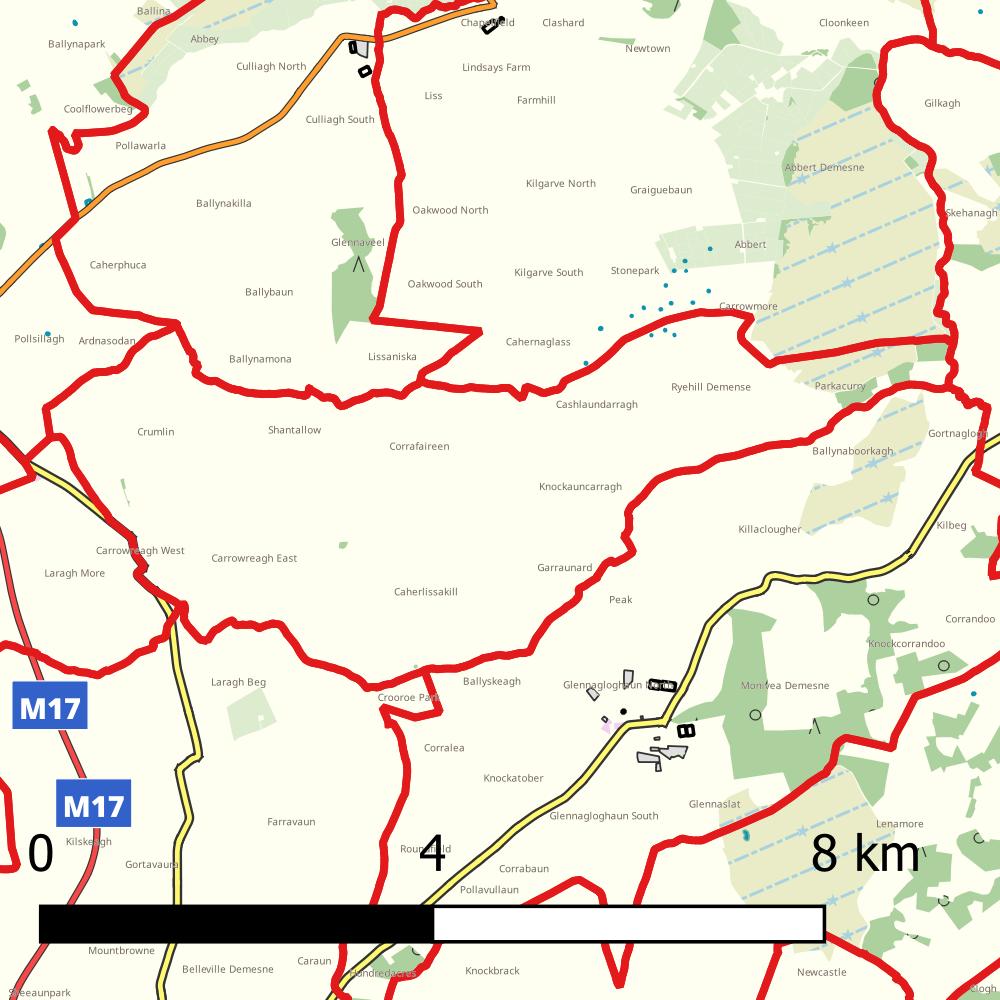 Ballina
Chapelfield
Clashard
Cloonkeen
Ballynapark
Abbey
Newtown
Culliagh North
Lindsays Farm
Liss
Farmhill
Gilkagh
Coolflowerbeg
Culliagh South
Pollawarla
Abbert Demesne
Kilgarve North
Graiguebaun
Ballynakilla
Oakwood North
Skehanagh
Glennaveel
Abbert
Caherphuca
Kilgarve South
Stonepark
Oakwood South
Ballybaun
Carrowmore
Pollsillagh
Ardnasodan
Cahernaglass
Ballynamona
Lissaniska
Ryehill Demense
Parkacurry
Cashlaundarragh
Crumlin
Shantallow
Gortnaglogh
Corrafaireen
Ballynaboorkagh
Knockauncarragh
Killaclougher
Kilbeg
Carrowreagh West
Carrowreagh East
Laragh More
Garraunard
Caherlissakill
Peak
Corrandoo
Knockcorrandoo
Laragh Beg
Ballyskeagh
Glennagloghaun North
Monivea Demesne
Crooroe Park
M17
Corralea
Knockatober
M17
Glennaslat
Glennagloghaun South
Farravaun
Lenamore
Kilskeagh
0
4
8 km
Gortavaura
Corrabaun
Pollavullaun
Mountbrowne
Caraun
Belleville Demesne
Hundredacres
Knockbrack
Newcastle